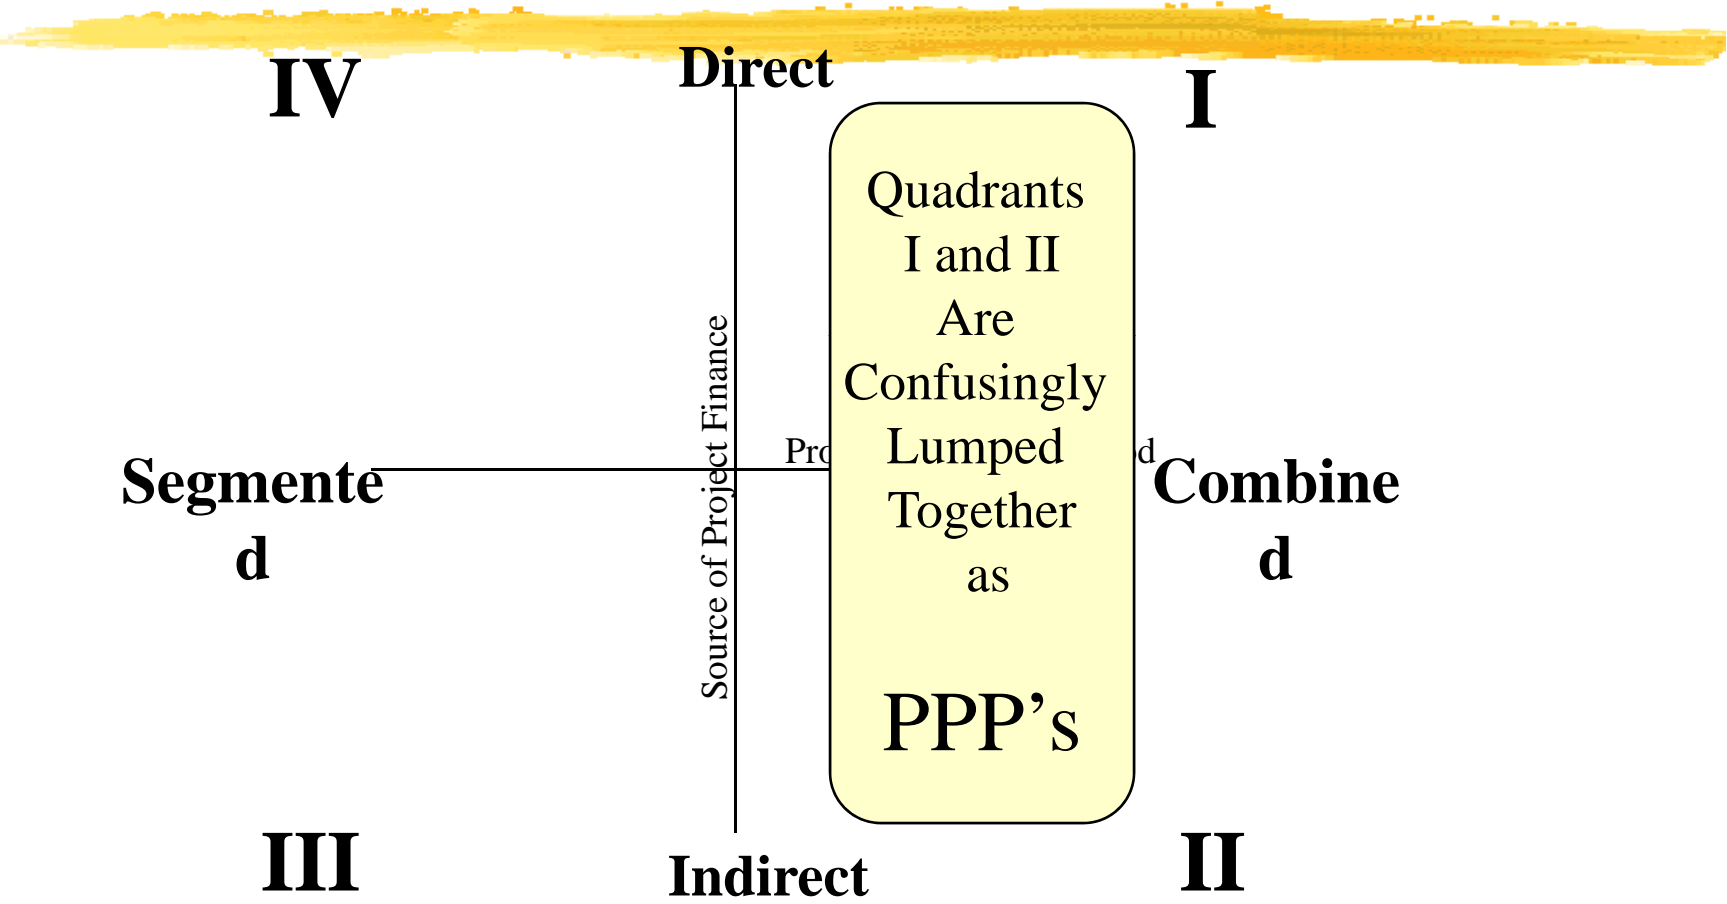 IV
Direct
I
Quadrants
I and II
Are
Confusingly
Lumped
Together
as
PPP's
Source of Project Finance
Segmente
d
Combine
d
III
Indirect
II